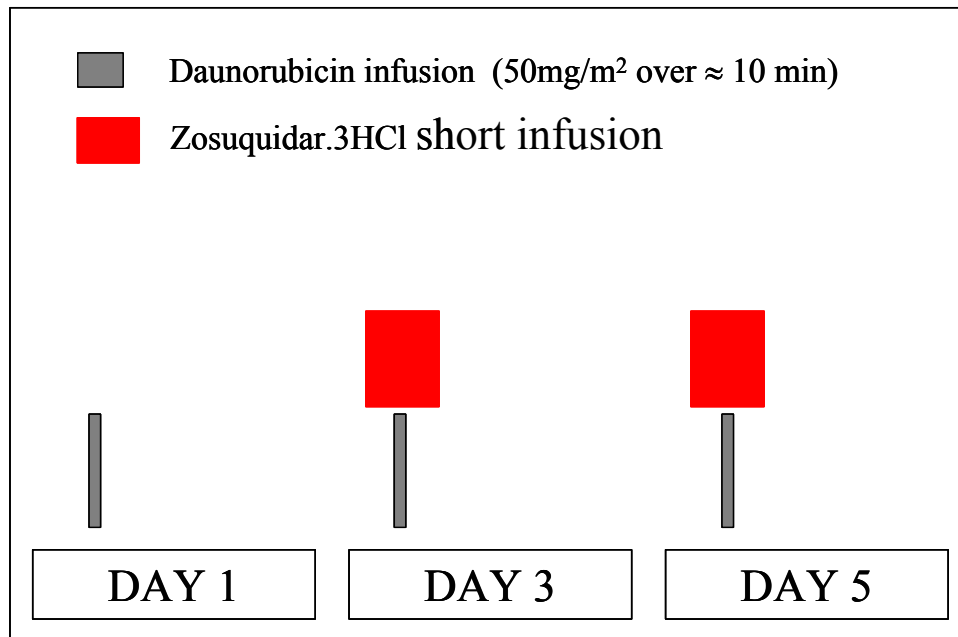 Daunorubicin infusion (50mg/m² over ≈ 10 min)
Zosuquidar.3HCl short infusion
DAY 1 DAY 3 DAY 5